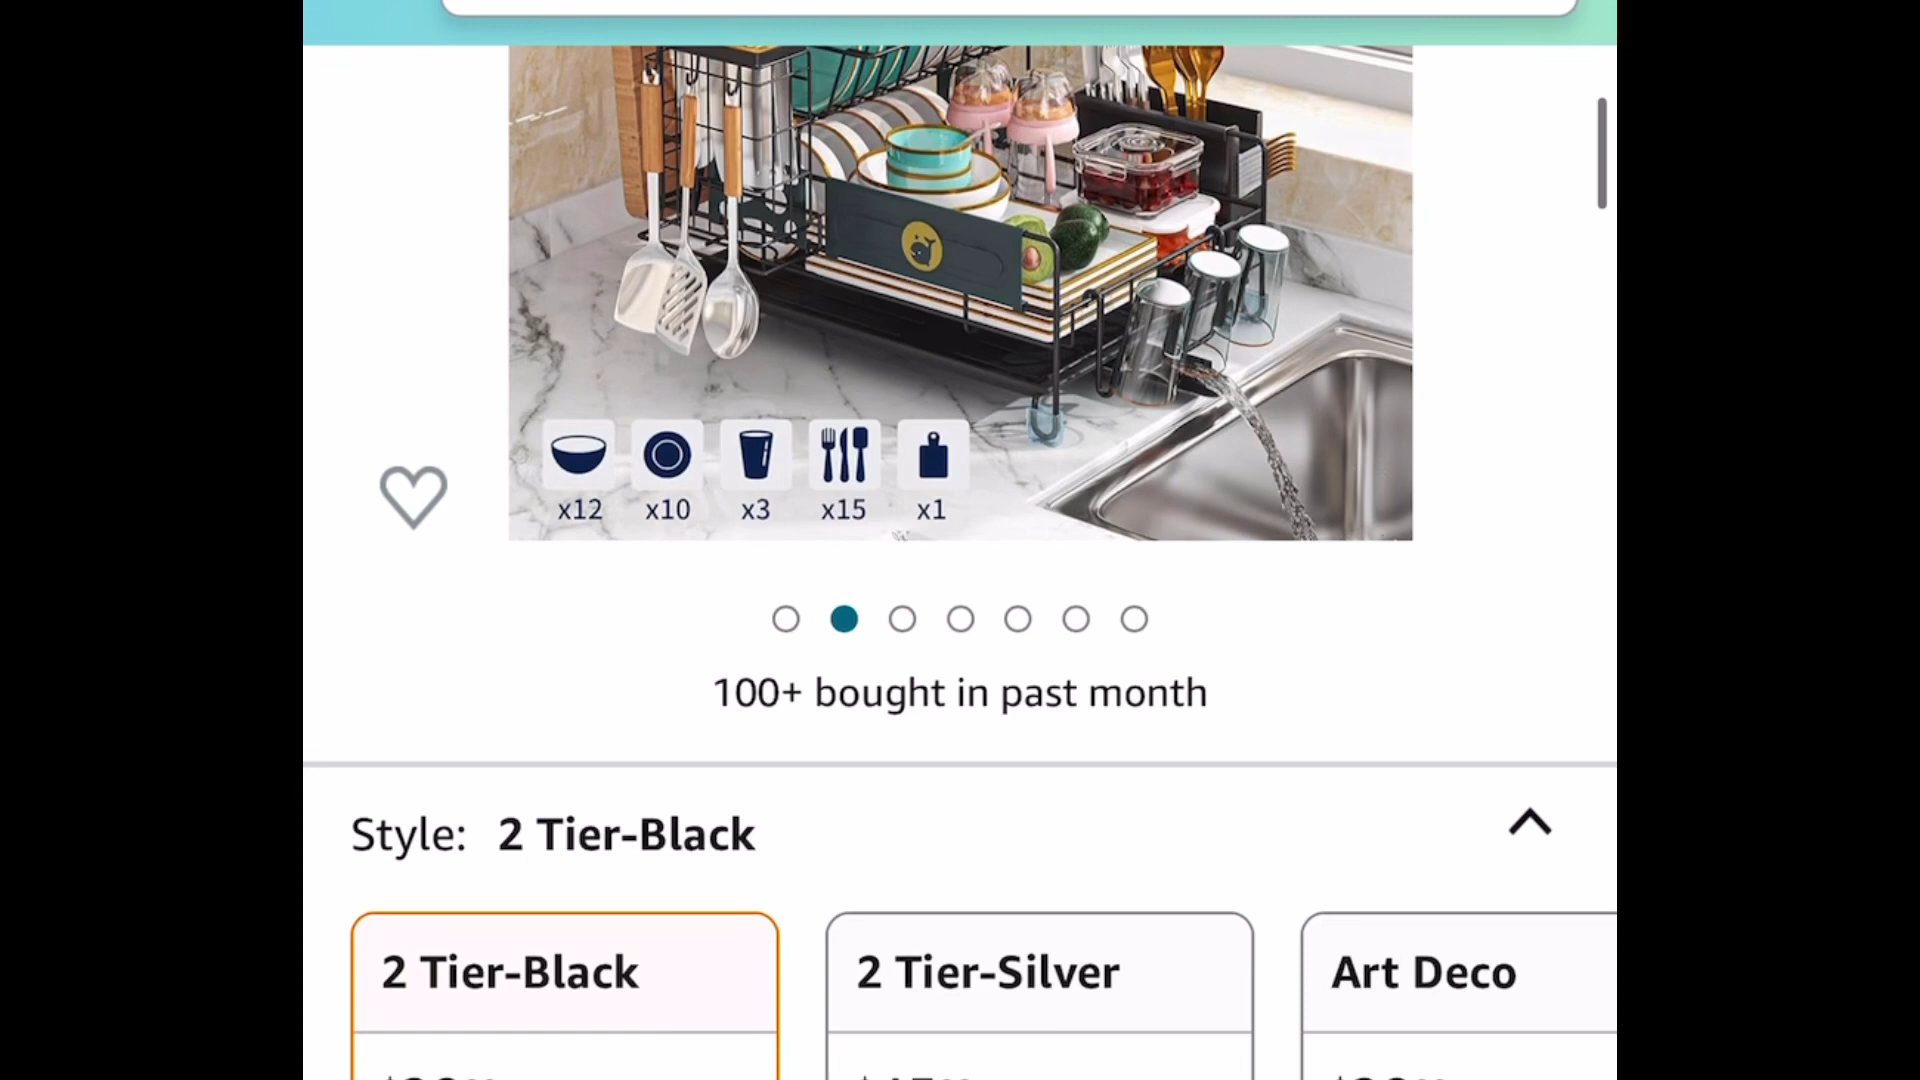 x12 x10 x3 x15 x1
100+ bought in past month
Style: 2 Tier-Black
2 Tier-Black 2 Tier-Silver Art Deco